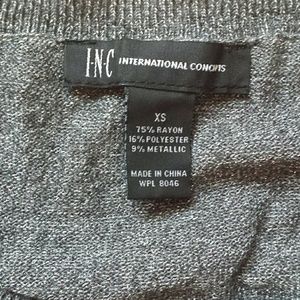 I·N·C INTERNATIONAL CONCEPTS
XS
75% RAYON
16% POLYESTER
9% METALLIC
MADE IN CHINA
WPL 8046